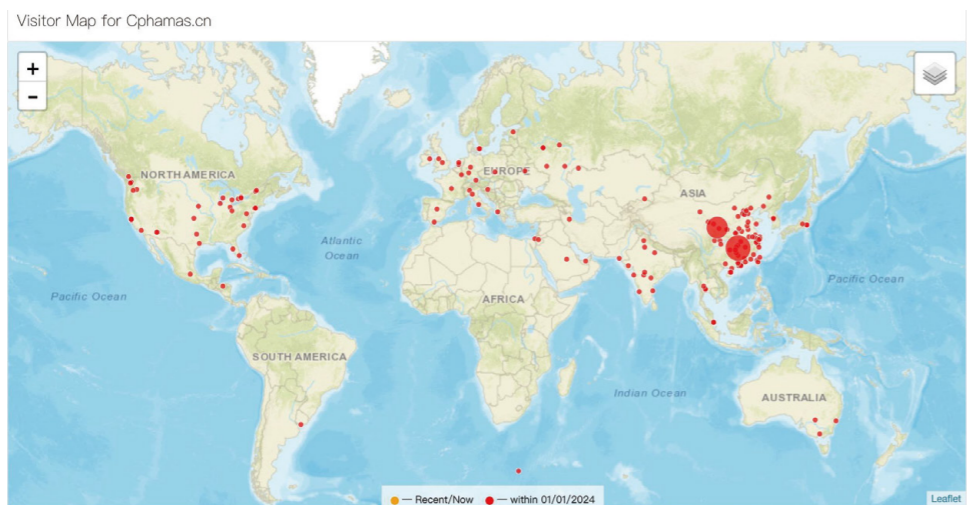 Visitor Map for Cphamas.cn
+
−
NORTH AMERICA
EUROPE
ASIA
Atlantic
Ocean
Pacific Ocean
Pacific Ocean
AFRICA
SOUTH AMERICA
Indian Ocean
AUSTRALIA
— Recent/Now — within 01/01/2024
Leaflet